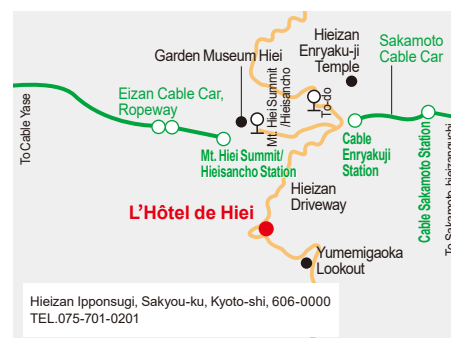 Hieizan
Enryaku-ji
Temple
Sakamoto
Cable Car
Garden Museum Hiei
Eizan Cable Car,
Ropeway
To Cable Yase
Mt. Hiei Summit
/Hieisancho
To-do
Mt. Hiei Summit/
Hieisancho Station
Cable
Enryakuji
Station
Cable Sakamoto Station
Hieizan
Driveway
L'Hôtel de Hiei
Yumemigaoka
Lookout
Hieizan Ipponsugi, Sakyou-ku, Kyoto-shi, 606-0000
TEL.075-701-0201